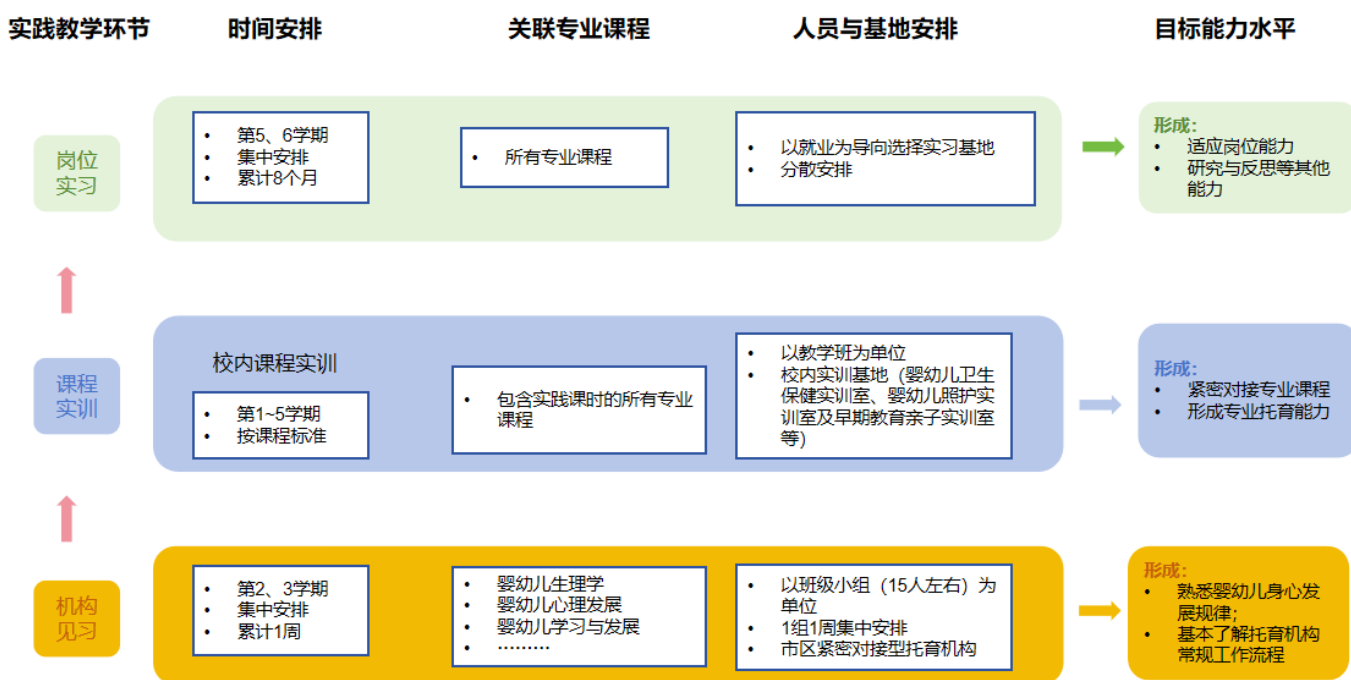 实践教学环节
时间安排
关联专业课程
人员与基地安排
目标能力水平
岗位
实习
• 第5、6学期
• 集中安排
• 累计8个月
• 所有专业课程
• 以就业为导向选择实习基地
• 分散安排
形成：
• 适应岗位能力
• 研究与反思等其他
能力
课程
实训
校内课程实训
• 第1~5学期
• 按课程标准
• 包含实践课时的所有专业
课程
• 以教学班为单位
• 校内实训基地（婴幼儿卫生
保健实训室、婴幼儿照护实
训室及早期教育亲子实训室
等）
形成：
• 紧密对接专业课程
• 形成专业托育能力
机构
见习
• 第2、3学期
• 集中安排
• 累计1周
• 婴幼儿生理学
• 婴幼儿心理发展
• 婴幼儿学习与发展
• ………
• 以班级小组（15人左右）为
单位
• 1组1周集中安排
• 市区紧密对接型托育机构
形成：
• 熟悉婴幼儿身心发
展规律；
• 基本了解托育机构
常规工作流程